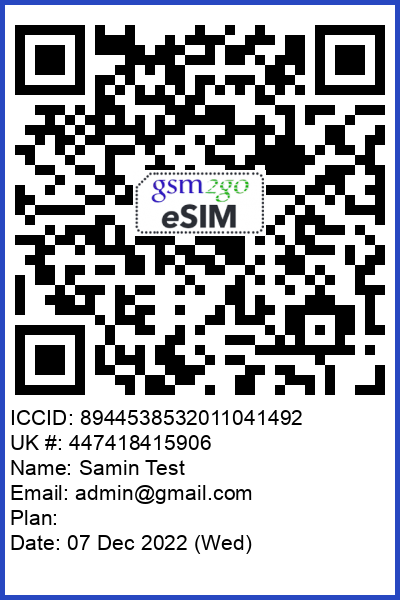 gsm2go
eSIM
ICCID: 8944538532011041492
UK #: 447418415906
Name: Samin Test
Email: admin@gmail.com
Plan:
Date: 07 Dec 2022 (Wed)